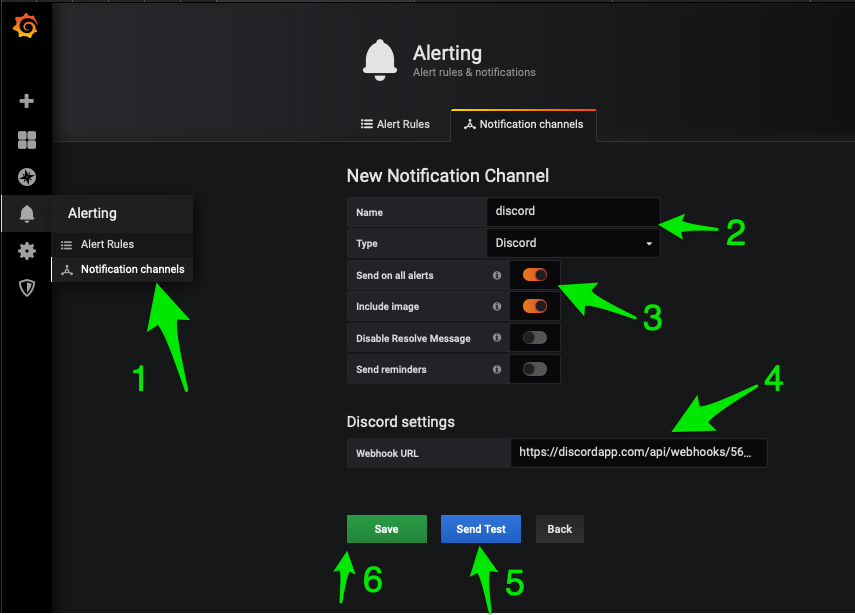 Alerting
Alert rules & notifications
Alert Rules
Notification channels
Alerting
Alert Rules
Notification channels
1
New Notification Channel
Name discord
2
Type Discord
Send on all alerts
3
Include image
Disable Resolve Message
Send reminders
4
Discord settings
Webhook URL https://discordapp.com/api/webhooks/56...
Save Send Test Back
6 5